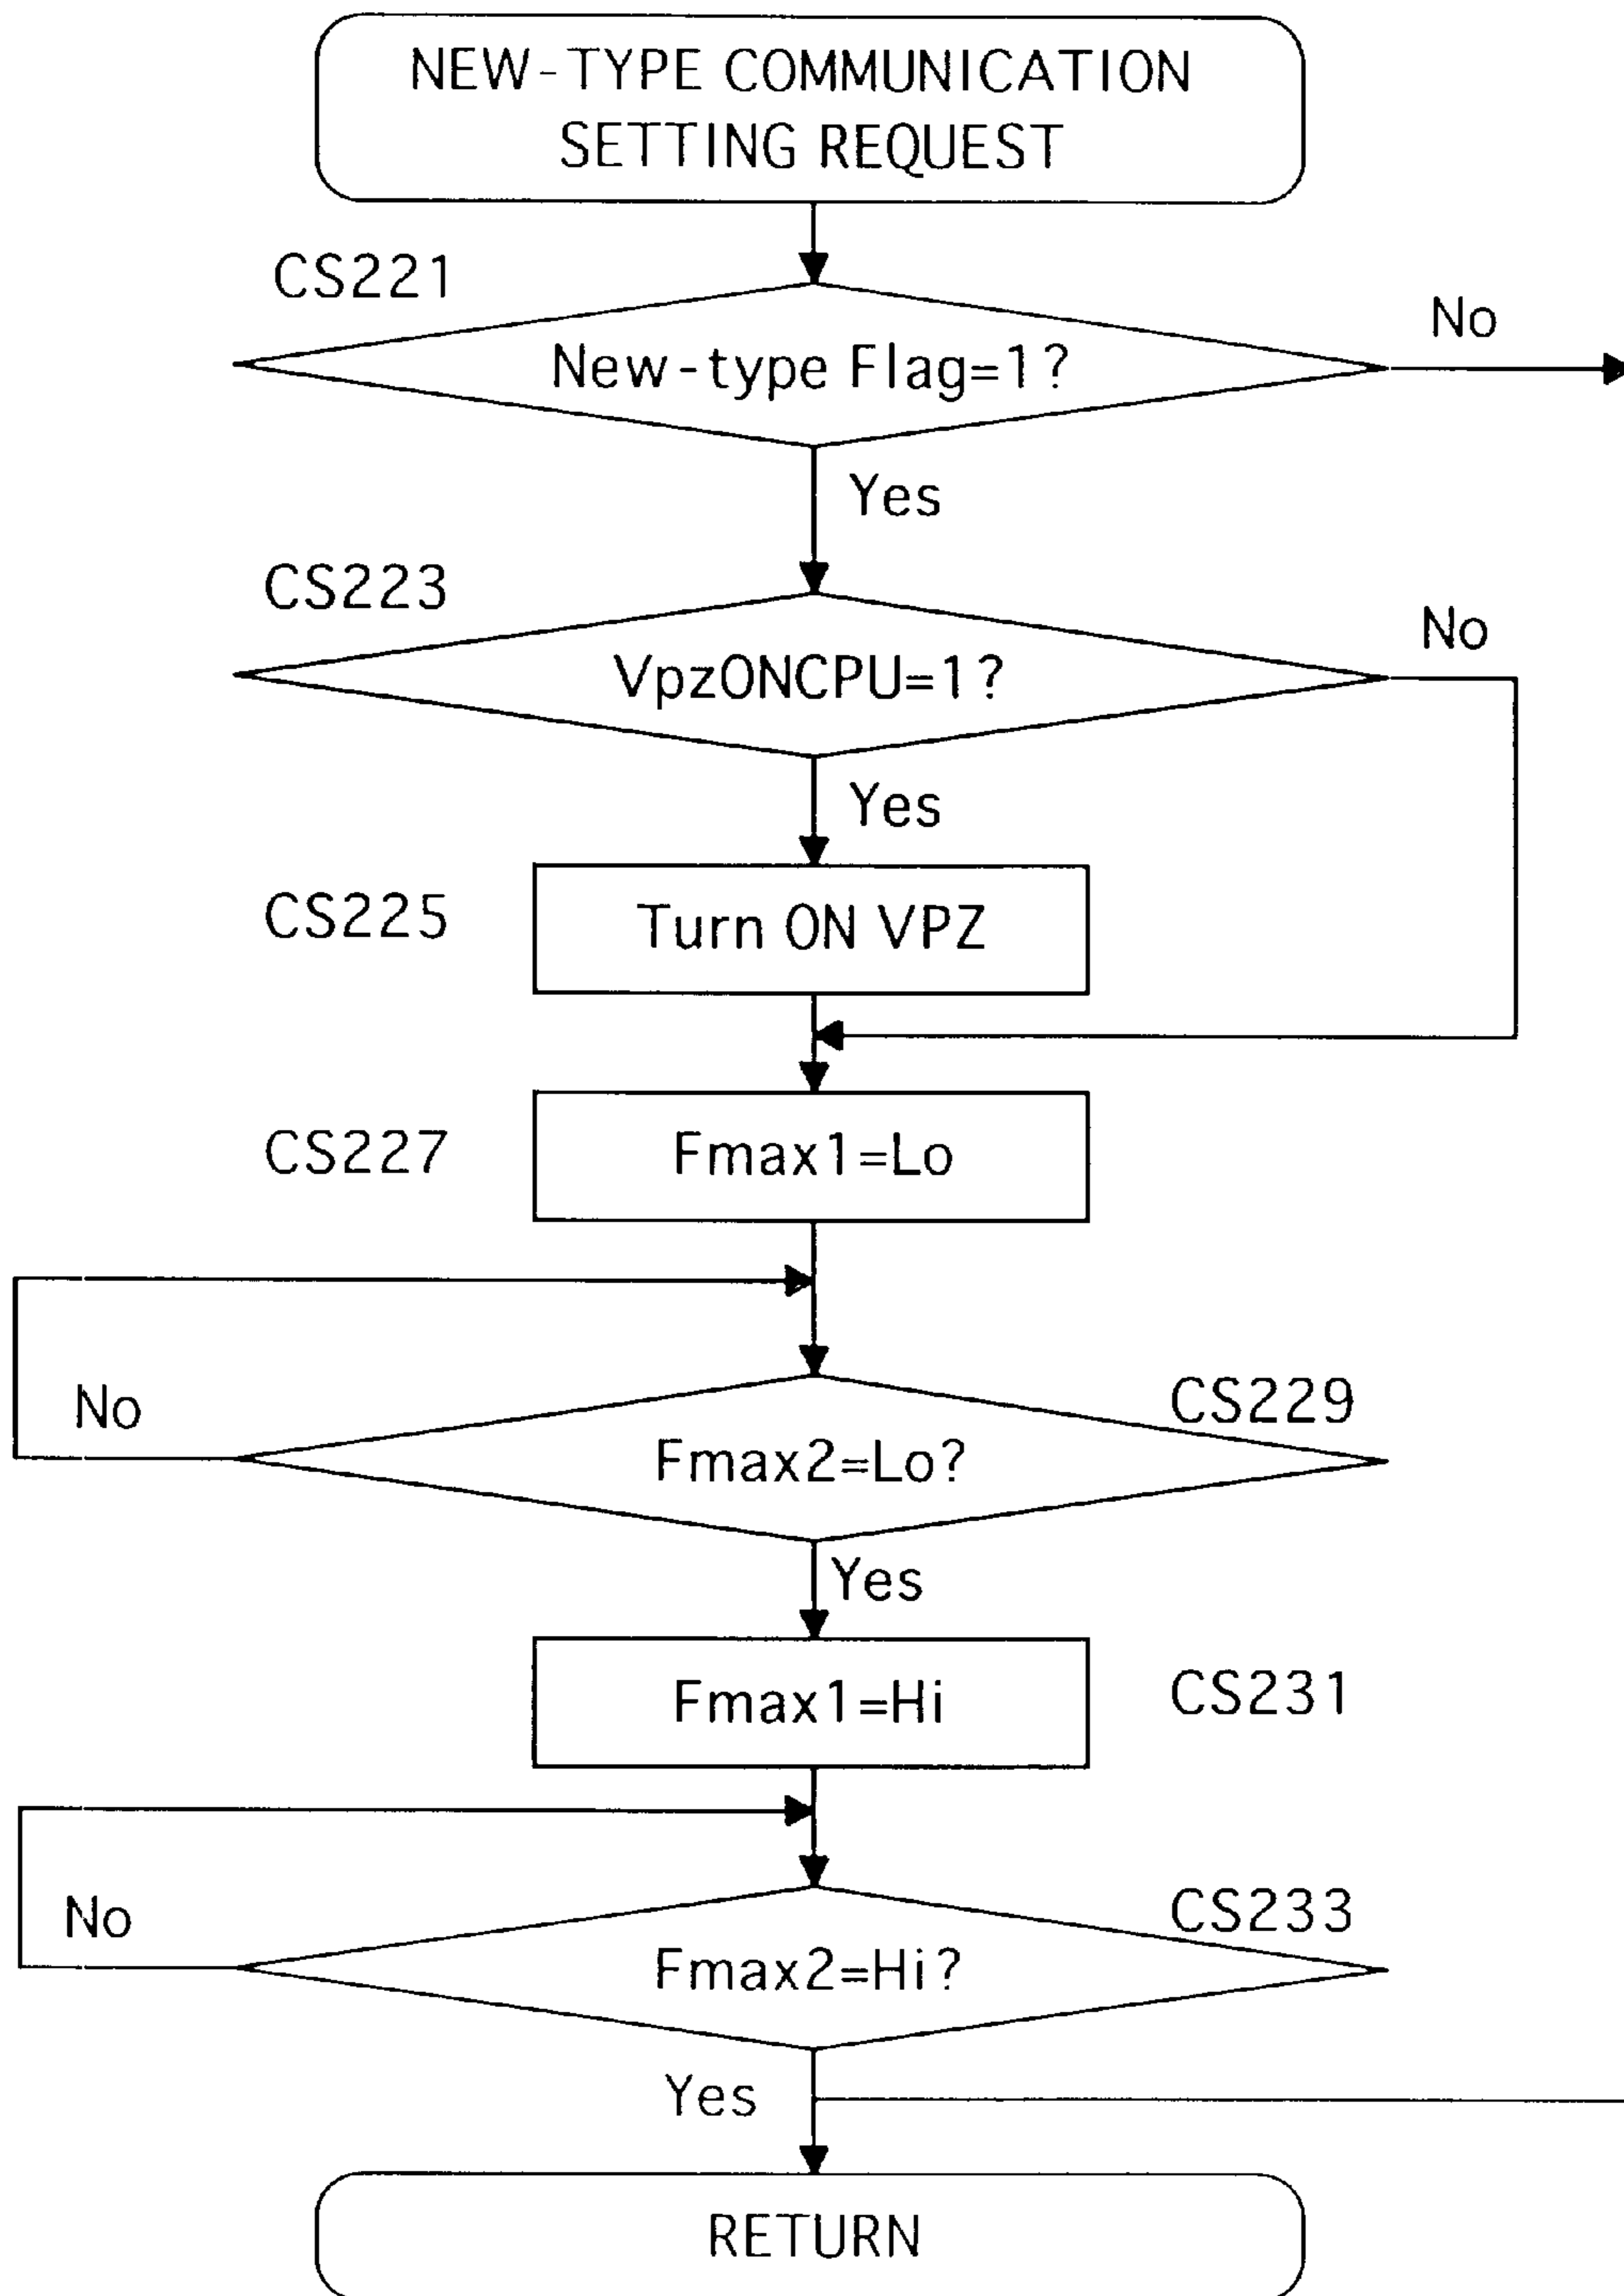 NEW-TYPE COMMUNICATION
SETTING REQUEST
CS221
New-type Flag=1?
No
Yes
CS223
VpzONCPU=1?
No
Yes
CS225
Turn ON VPZ
CS227
Fmax1=Lo
No
CS229
Fmax2=Lo?
Yes
Fmax1=Hi
CS231
No
CS233
Fmax2=Hi?
Yes
RETURN